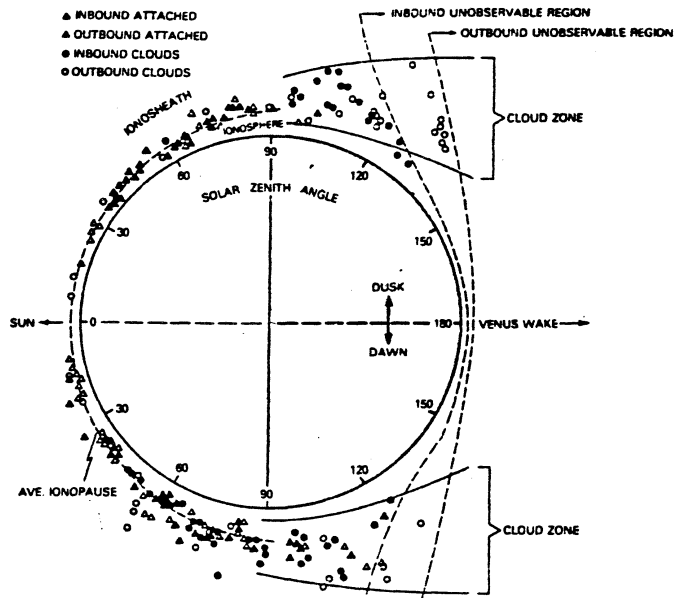 INBOUND ATTACHED
OUTBOUND ATTACHED
INBOUND CLOUDS
OUTBOUND CLOUDS
INBOUND UNOBSERVABLE REGION
OUTBOUND UNOBSERVABLE REGION
IONOSHEATH
IONOSPHERE
CLOUD ZONE
90
60
120
SOLAR ZENITH ANGLE
30
150
DUSK
SUN
0
180
VENUS WAKE
DAWN
30
150
60
120
AVE. IONOPAUSE
90
CLOUD ZONE